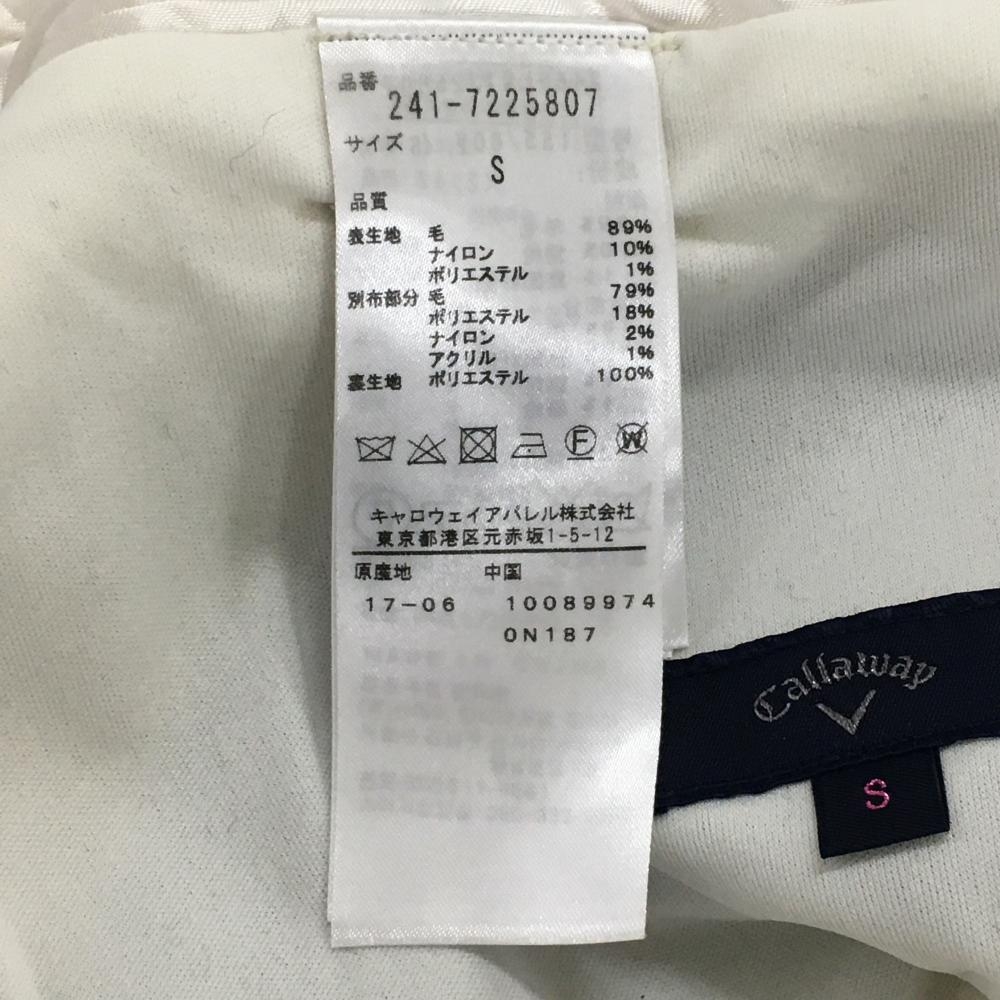 品番
241-7225807
サイズ
S
品質
表生地 毛 89%
ナイロン 10%
ポリエステル 1%
別布部分 毛 79%
ポリエステル 18%
ナイロン 2%
アクリル 1%
裏生地 ポリエステル 100%
F W
キャロウェイアパレル株式会社
東京都港区元赤坂1-5-12
原産地 中国
17-06 10089974
0N187
Callaway
S